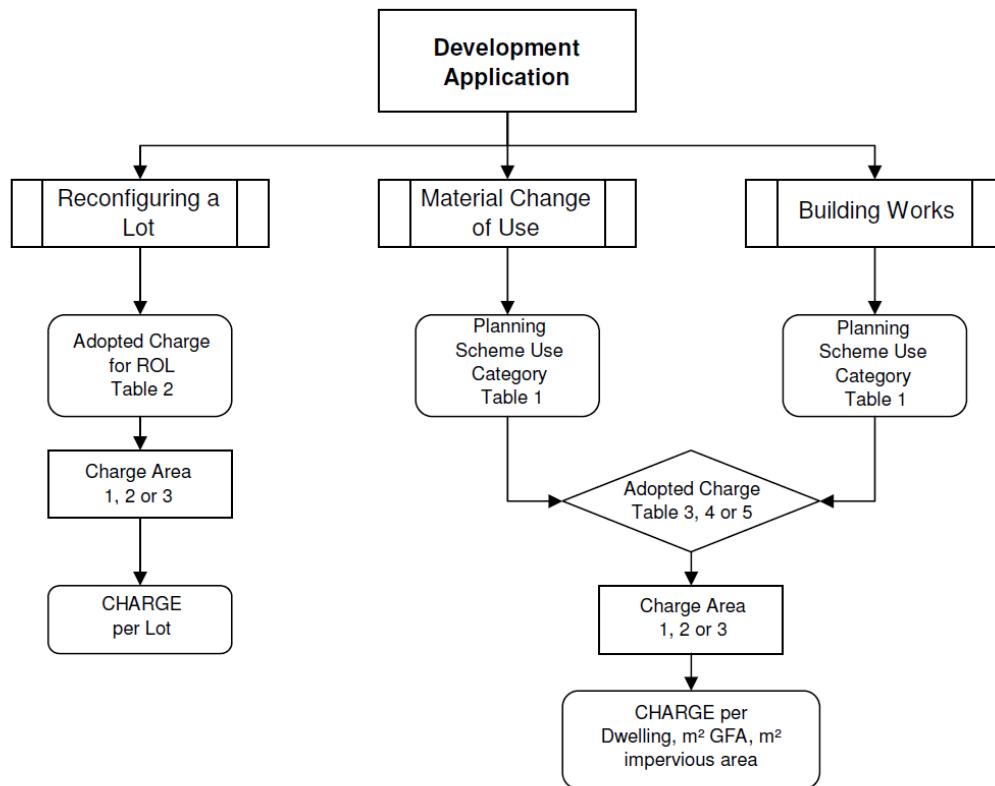 Development
Application
Reconfiguring a
Lot
Material Change
of Use
Building Works
Adopted Charge
for ROL
Table 2
Planning
Scheme Use
Category
Table 1
Planning
Scheme Use
Category
Table 1
Charge Area
1, 2 or 3
Adopted Charge
Table 3, 4 or 5
CHARGE
per Lot
Charge Area
1, 2 or 3
CHARGE per
Dwelling, m² GFA, m²
impervious area